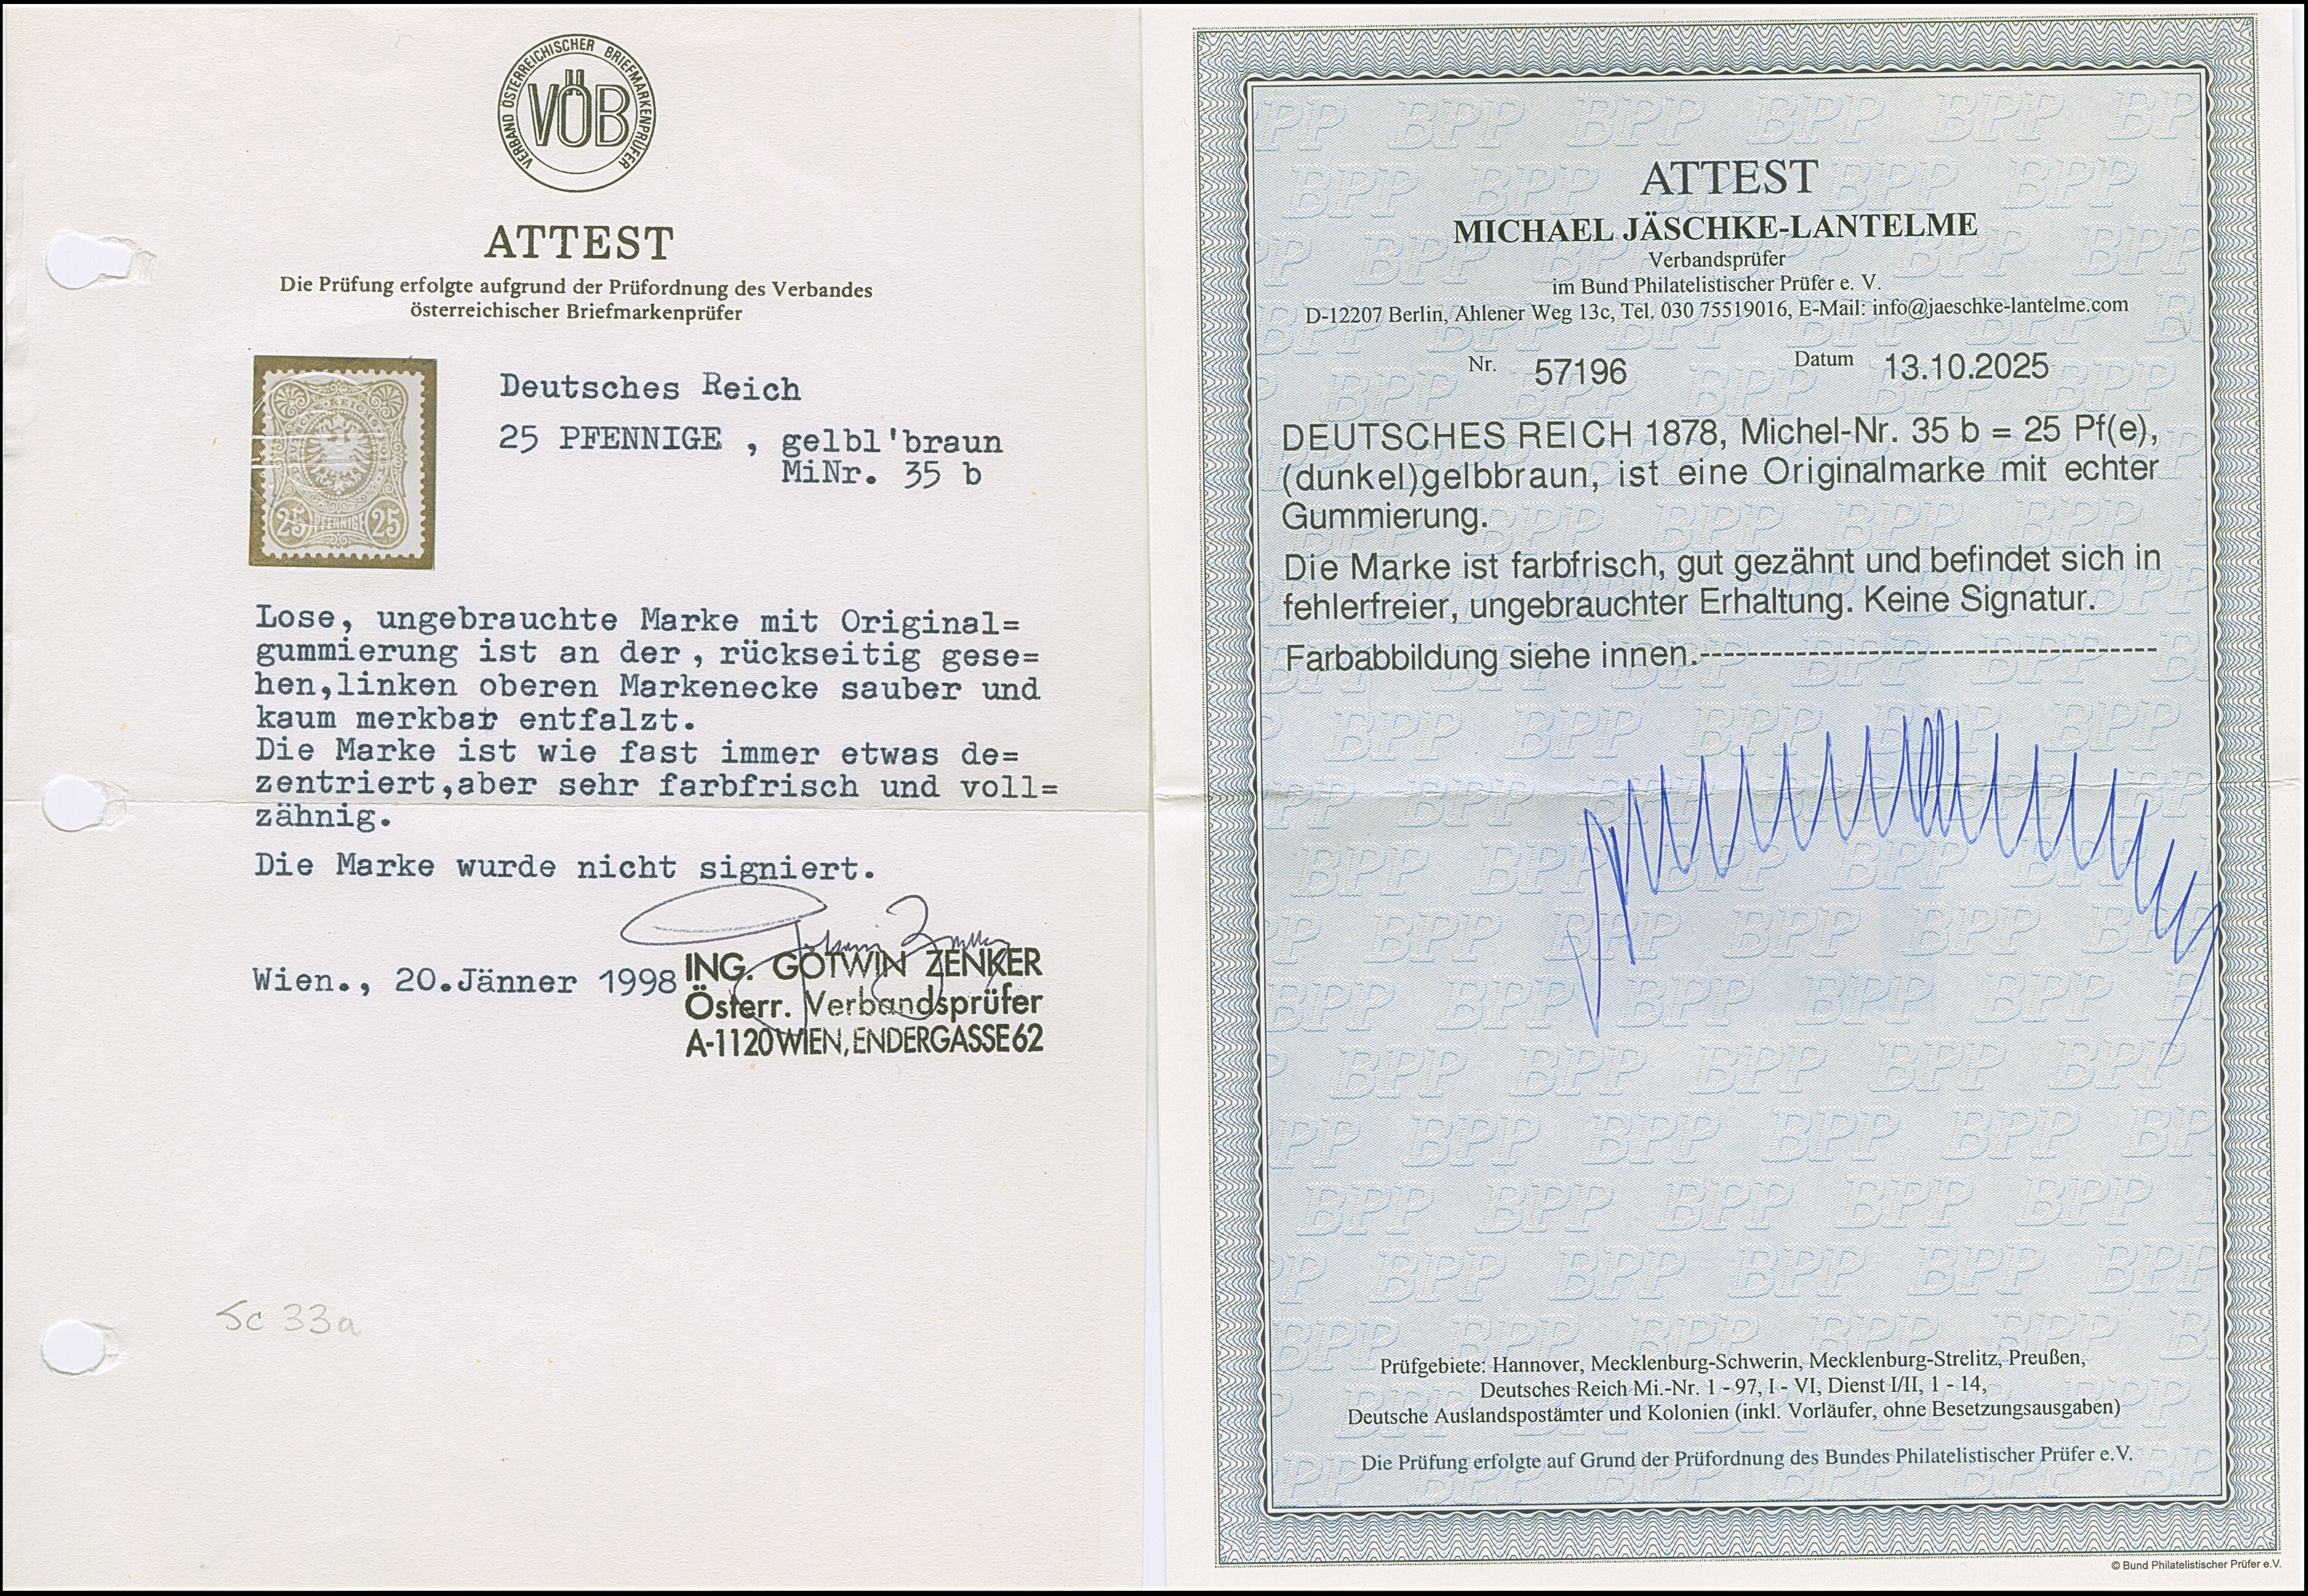 VERBAND ÖSTERREICHISCHER BRIEFMARKENPRÜFER
VÖB
ATTEST
Die Prüfung erfolgte aufgrund der Prüfordnung des Verbandes
österreichischer Briefmarkenprüfer
25 PFENNIGE 25
Deutsches Reich
25 PFENNIGE , gelbl'braun
MiNr. 35 b
Lose, ungebrauchte Marke mit Original=
gummierung ist an der , rückseitig gese=
hen,linken oberen Markenecke sauber und
kaum merkbar entfalzt.
Die Marke ist wie fast immer etwas de=
zentriert,aber sehr farbfrisch und voll=
zähnig.
Die Marke wurde nicht signiert.
Wien., 20.Jänner 1998
ING. GOTWIN ZENKER
Österr. Verbandsprüfer
A-1120 WIEN, ENDERGASSE 62
Sc 33a
ATTEST
MICHAEL JÄSCHKE-LANTELME
Verbandsprüfer
im Bund Philatelistischer Prüfer e. V.
D-12207 Berlin, Ahlener Weg 13c, Tel. 030 75519016, E-Mail: info@jaeschke-lantelme.com
Nr. 57196 Datum 13.10.2025
DEUTSCHES REICH 1878, Michel-Nr. 35 b = 25 Pf(e),
(dunkel)gelbbraun, ist eine Originalmarke mit echter
Gummierung.
Die Marke ist farbfrisch, gut gezähnt und befindet sich in
fehlerfreier, ungebrauchter Erhaltung. Keine Signatur.
Farbabbildung siehe innen.--------------------------------------
Prüfgebiete: Hannover, Mecklenburg-Schwerin, Mecklenburg-Strelitz, Preußen,
Deutsches Reich Mi.-Nr. 1 - 97, I - VI, Dienst I/II, 1 - 14,
Deutsche Auslandspostämter und Kolonien (inkl. Vorläufer, ohne Besetzungsausgaben)
Die Prüfung erfolgte auf Grund der Prüfordnung des Bundes Philatelistischer Prüfer e.V.
© Bund Philatelistischer Prüfer e.V.